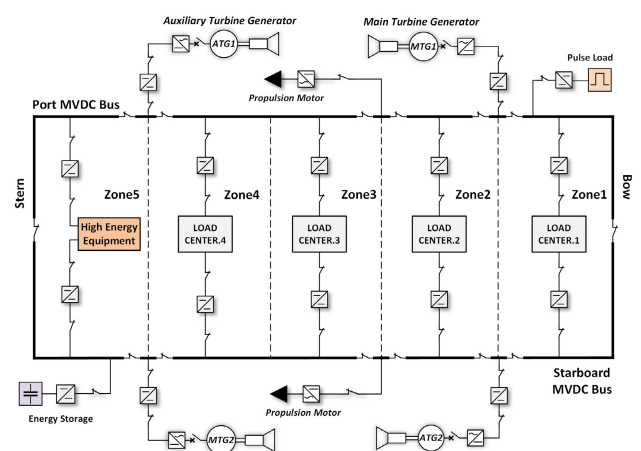 Auxiliary Turbine Generator
Main Turbine Generator
ATG1
MTG1
Pulse Load
Propulsion Motor
Port MVDC Bus
Stern
Bow
Zone5
Zone4
Zone3
Zone2
Zone1
High Energy
Equipment
LOAD
CENTER.4
LOAD
CENTER.3
LOAD
CENTER.2
LOAD
CENTER.1
Starboard
MVDC Bus
Energy Storage
Propulsion Motor
MTG2
ATG2